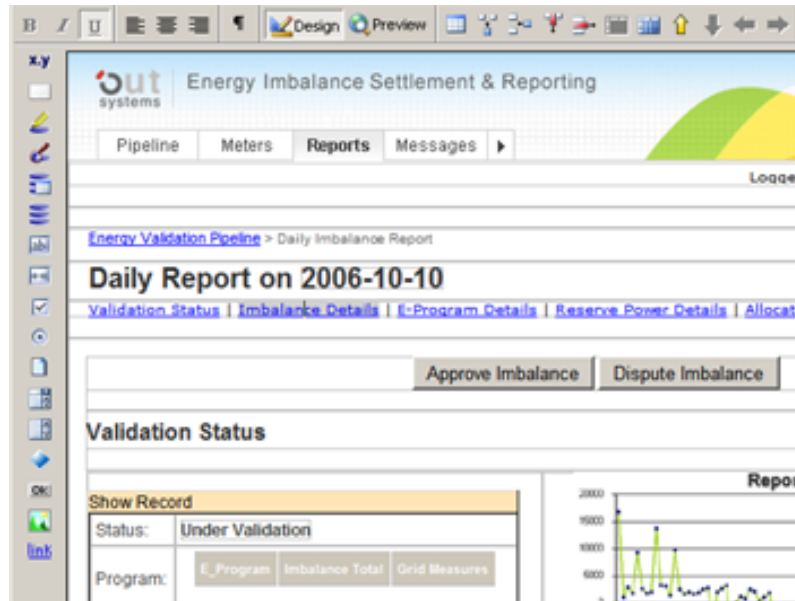 B I U ¶ Design Preview
x.y
out
systems
Energy Imbalance Settlement & Reporting
Pipeline Meters Reports Messages
Logge
Energy Validation Pipeline > Daily Imbalance Report
Daily Report on 2006-10-10
Validation Status | Imbalance Details | E-Program Details | Reserve Power Details | Allocat
Approve Imbalance Dispute Imbalance
Validation Status
Repor
Show Record
20000
Status: Under Validation
15000
10000
Program: E_Program Imbalance Total Grid Measures
5000
abl
OK
link